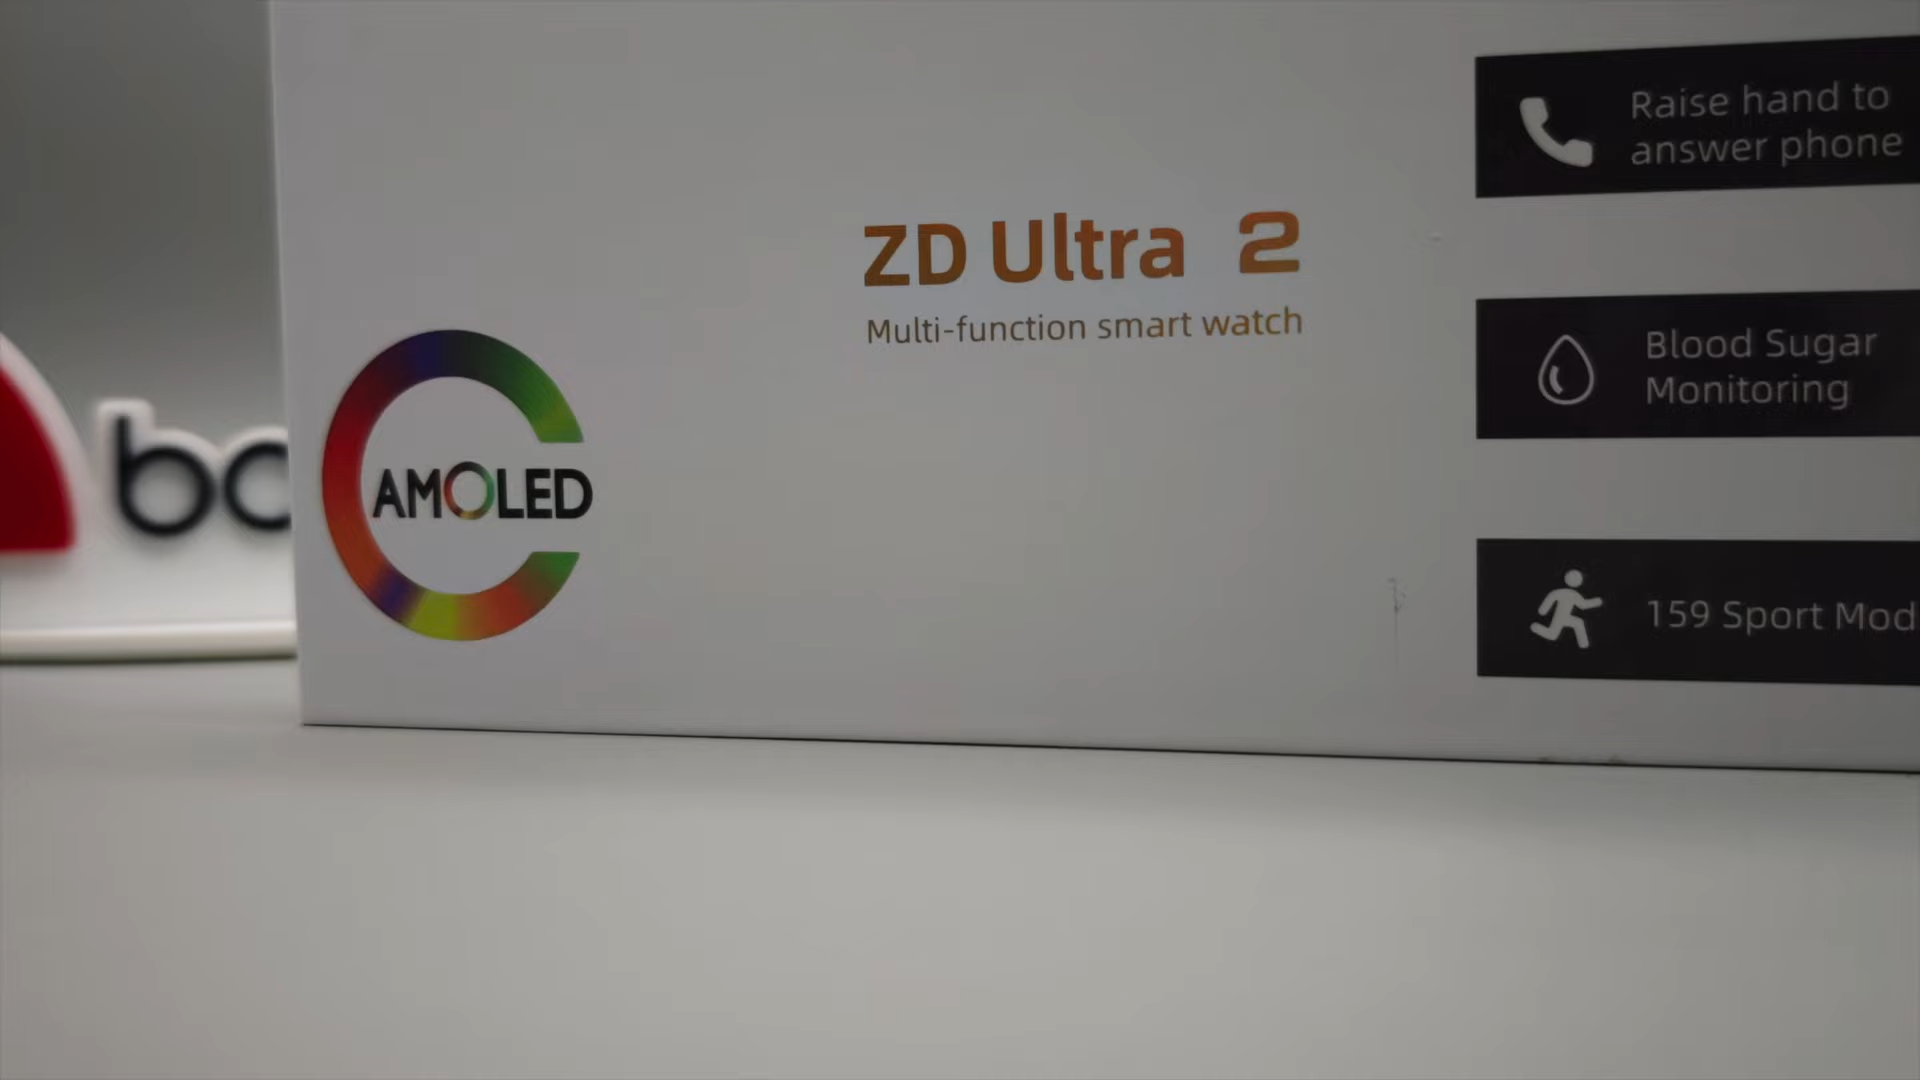 ZD Ultra 2
Multi-function smart watch
AMOLED
Raise hand to
answer phone
Blood Sugar
Monitoring
159 Sport Mod